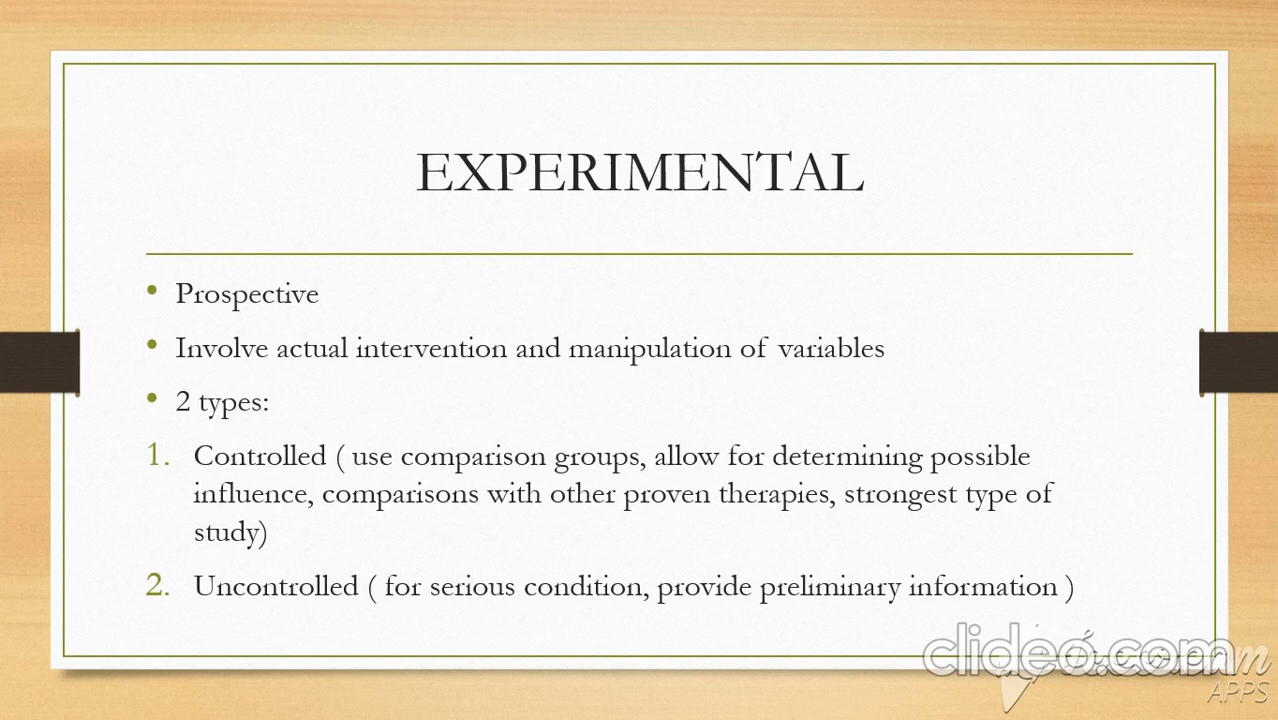 EXPERIMENTAL
• Prospective
• Involve actual intervention and manipulation of variables
• 2 types:
1. Controlled ( use comparison groups, allow for determining possible
influence, comparisons with other proven therapies, strongest type of
study)
2. Uncontrolled ( for serious condition, provide preliminary information )
clideo.com
APPS